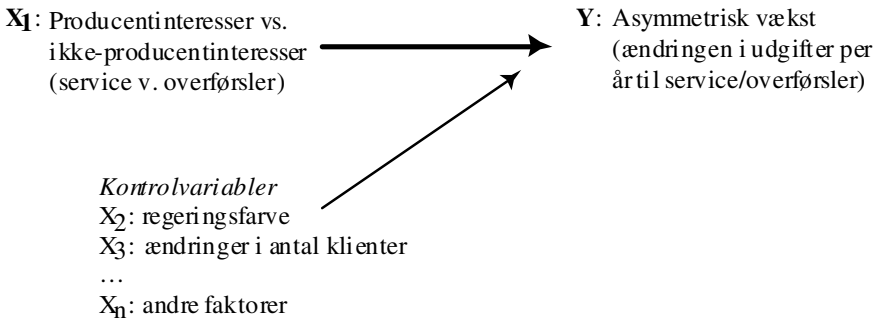 X1: Producentinteresser vs.
ikke-producentinteresser
(service v. overførsler)
Y: Asymmetrisk vækst
(ændringen i udgifter per
år til service/overførsler)
Kontrolvariabler
X2: regeringsfarve
X3: ændringer i antal klienter
…
Xn: andre faktorer